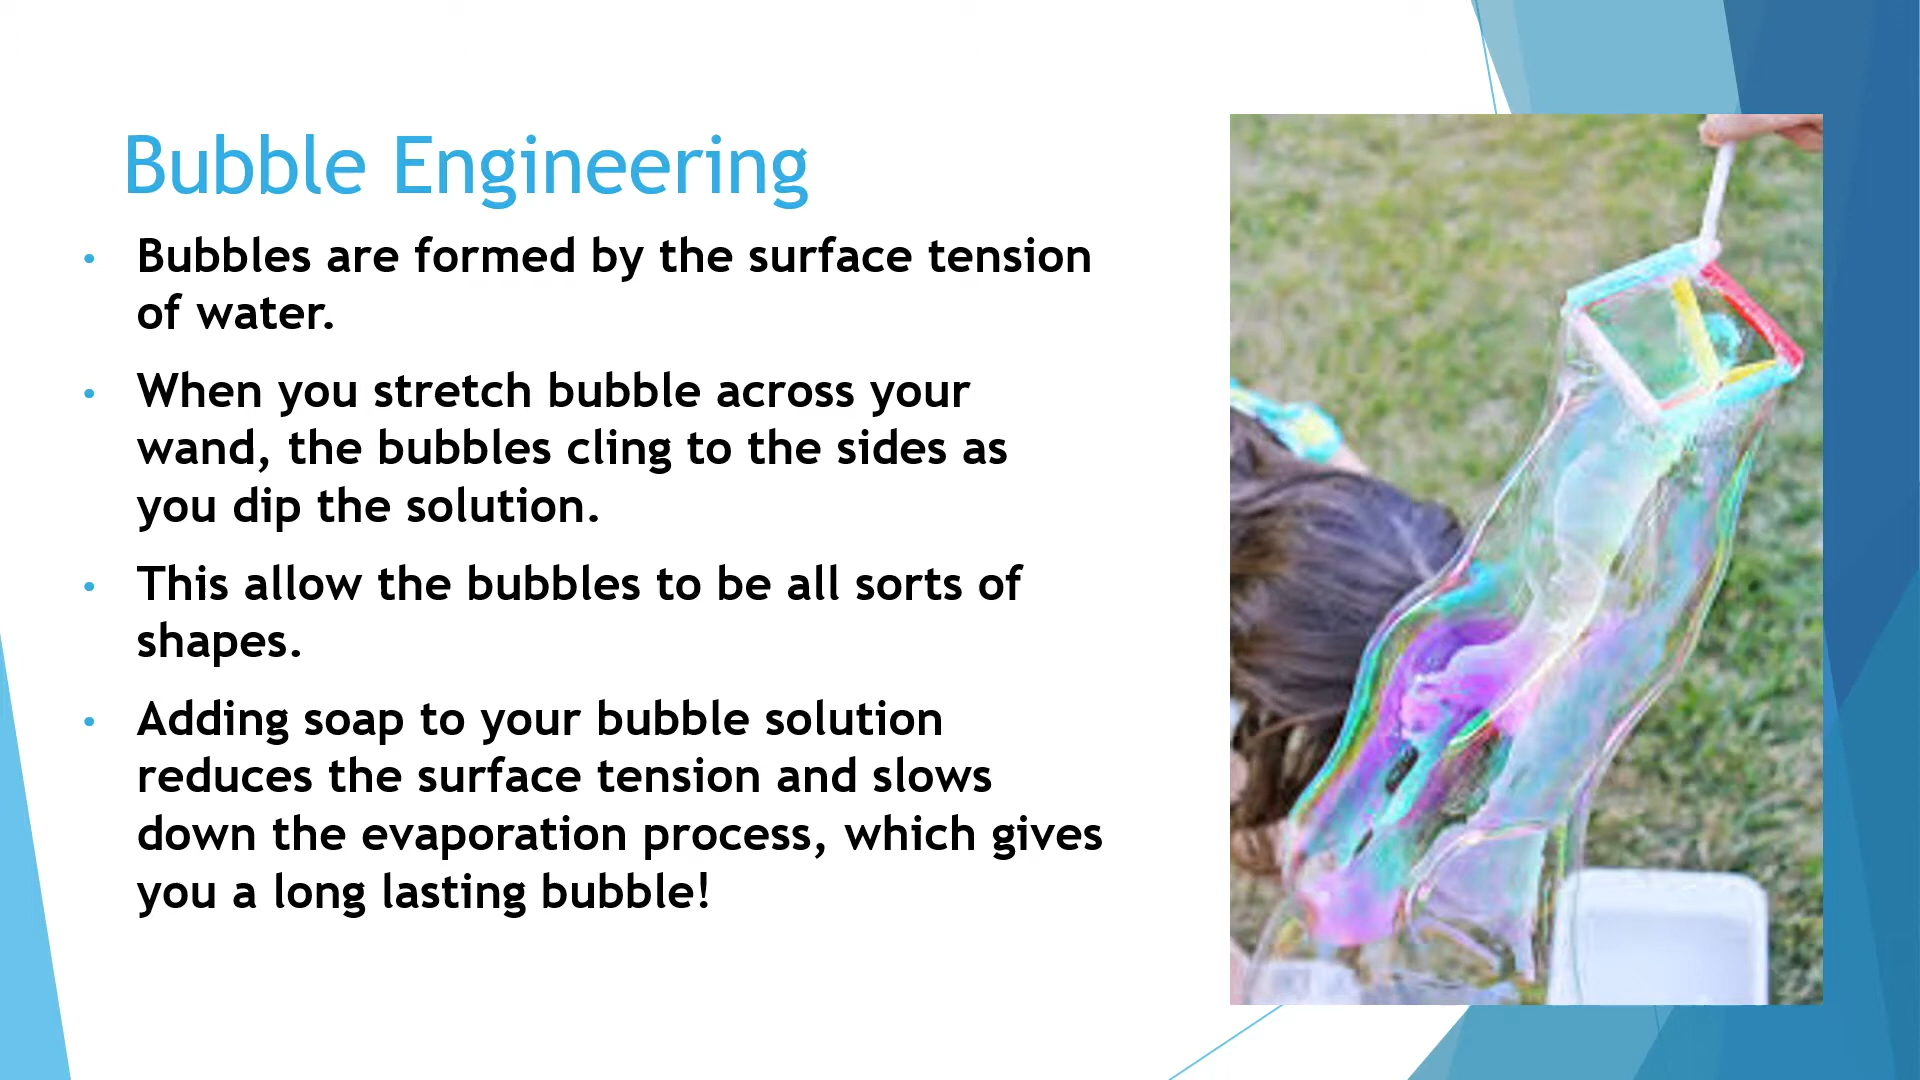 Bubble Engineering
• Bubbles are formed by the surface tension
of water.
• When you stretch bubble across your
wand, the bubbles cling to the sides as
you dip the solution.
• This allow the bubbles to be all sorts of
shapes.
• Adding soap to your bubble solution
reduces the surface tension and slows
down the evaporation process, which gives
you a long lasting bubble!